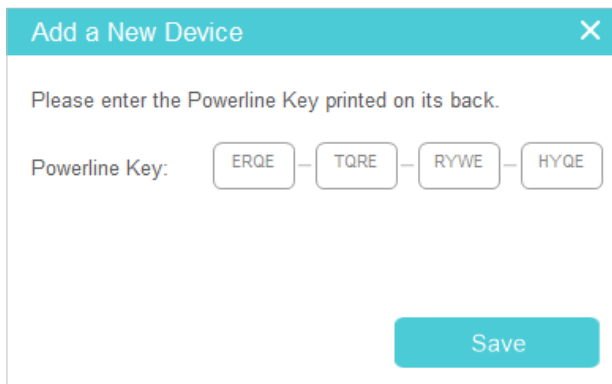 Add a New Device
Please enter the Powerline Key printed on its back.
Powerline Key: ERQE – TQRE – RYWE – HYQE
Save